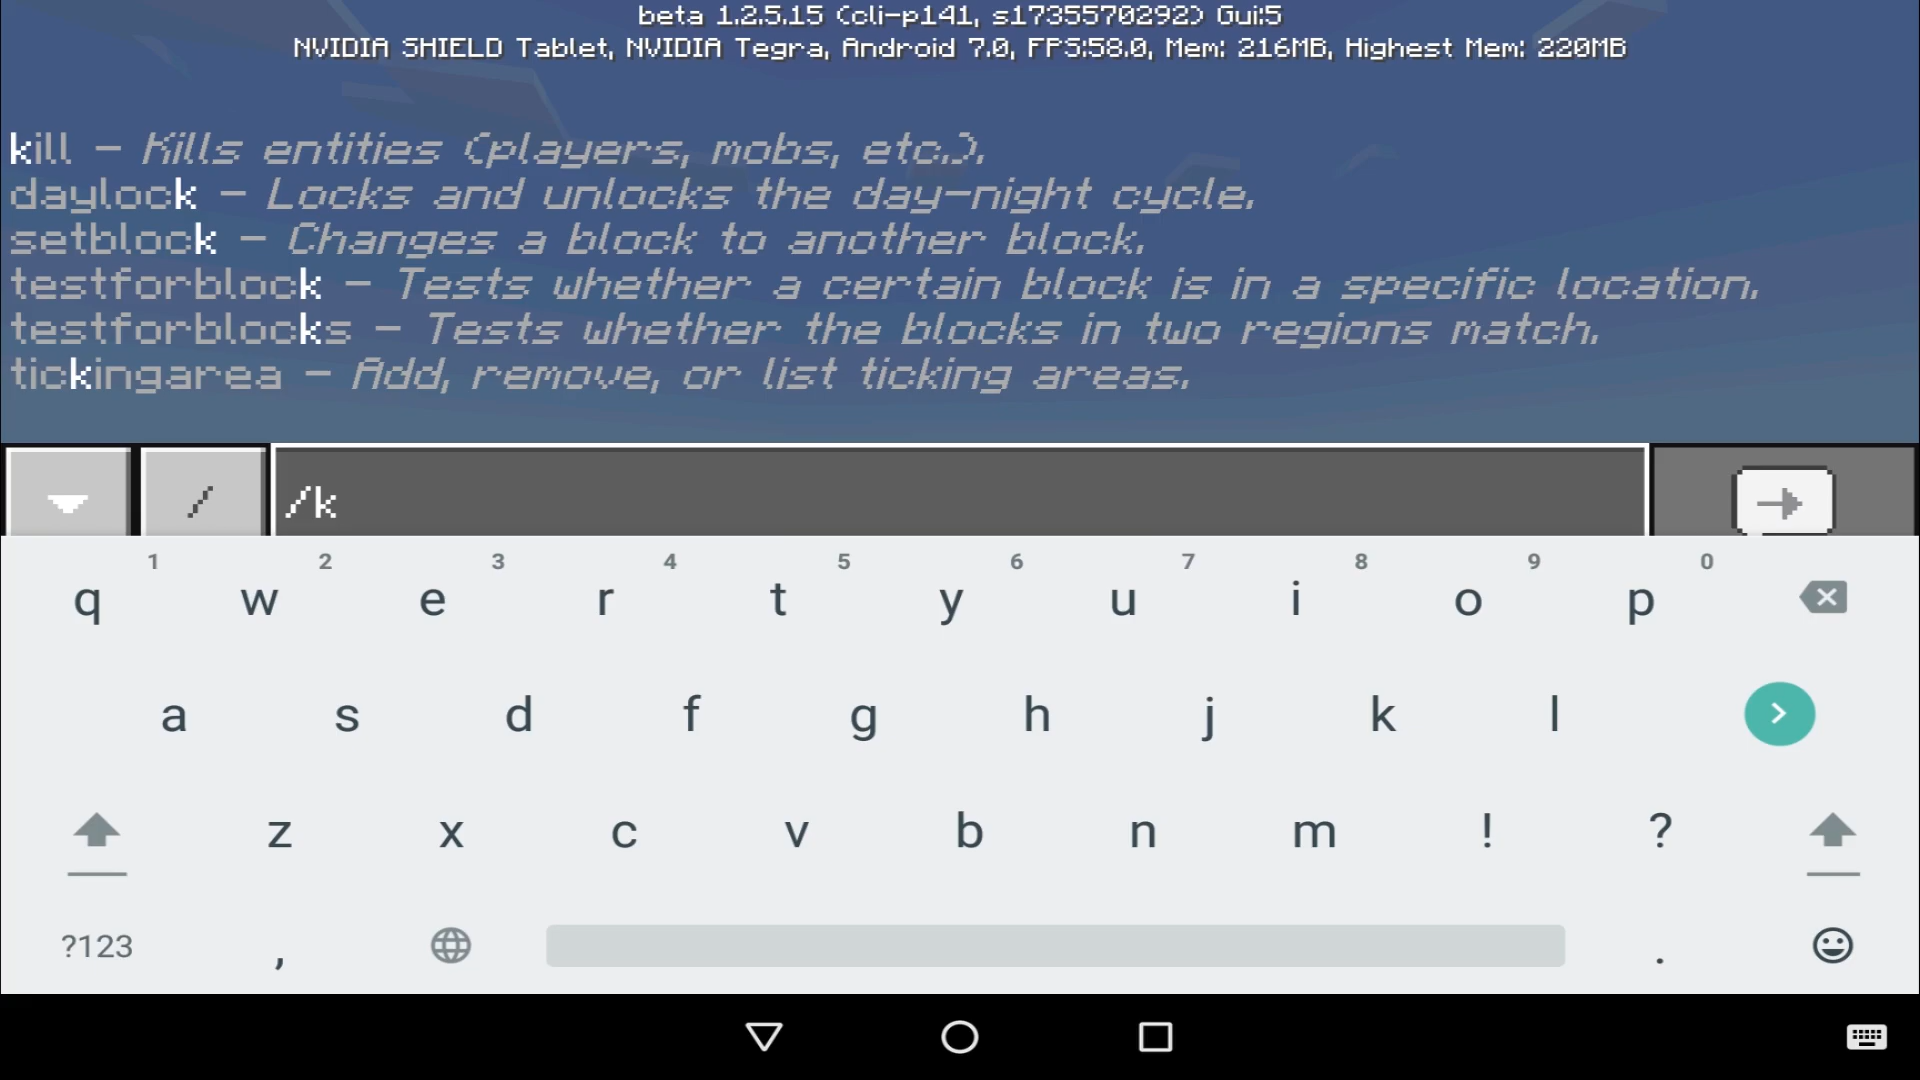 beta 1.2.5.15 (cli-p141, s1735570292) Gui:5
NVIDIA SHIELD Tablet, NVIDIA Tegra, Android 7.0, FPS:58.0, Mem: 216MB, Highest Mem: 220MB
kill - Kills entities (players, mobs, etc.).
daylock - Locks and unlocks the day-night cycle.
setblock - Changes a block to another block.
testforblock - Tests whether a certain block is in a specific location.
testforblocks - Tests whether the blocks in two regions match.
tickingarea - Add, remove, or list ticking areas.
/ /k
1 2 3 4 5 6 7 8 9 0
q w e r t y u i o p
a s d f g h j k l
z x c v b n m ! ?
?123 , .